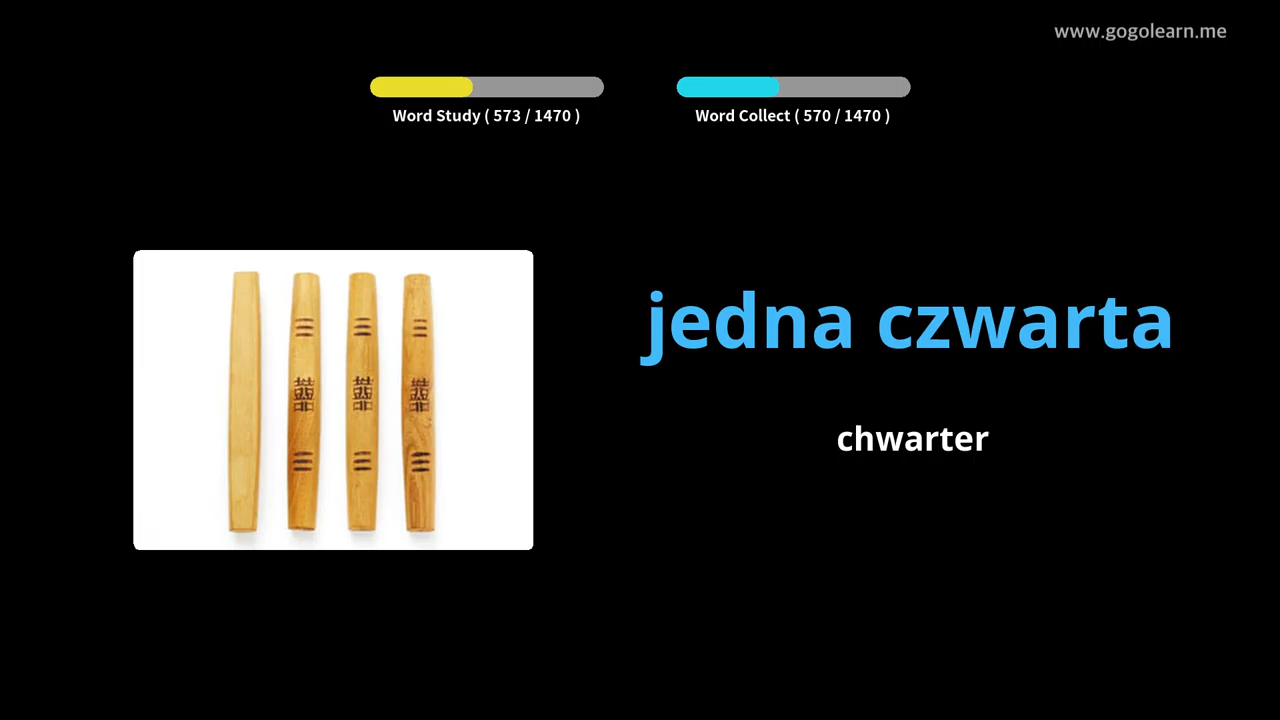 www.gogolearn.me
Word Study ( 573 / 1470 )
Word Collect ( 570 / 1470 )
jedna czwarta
chwarter